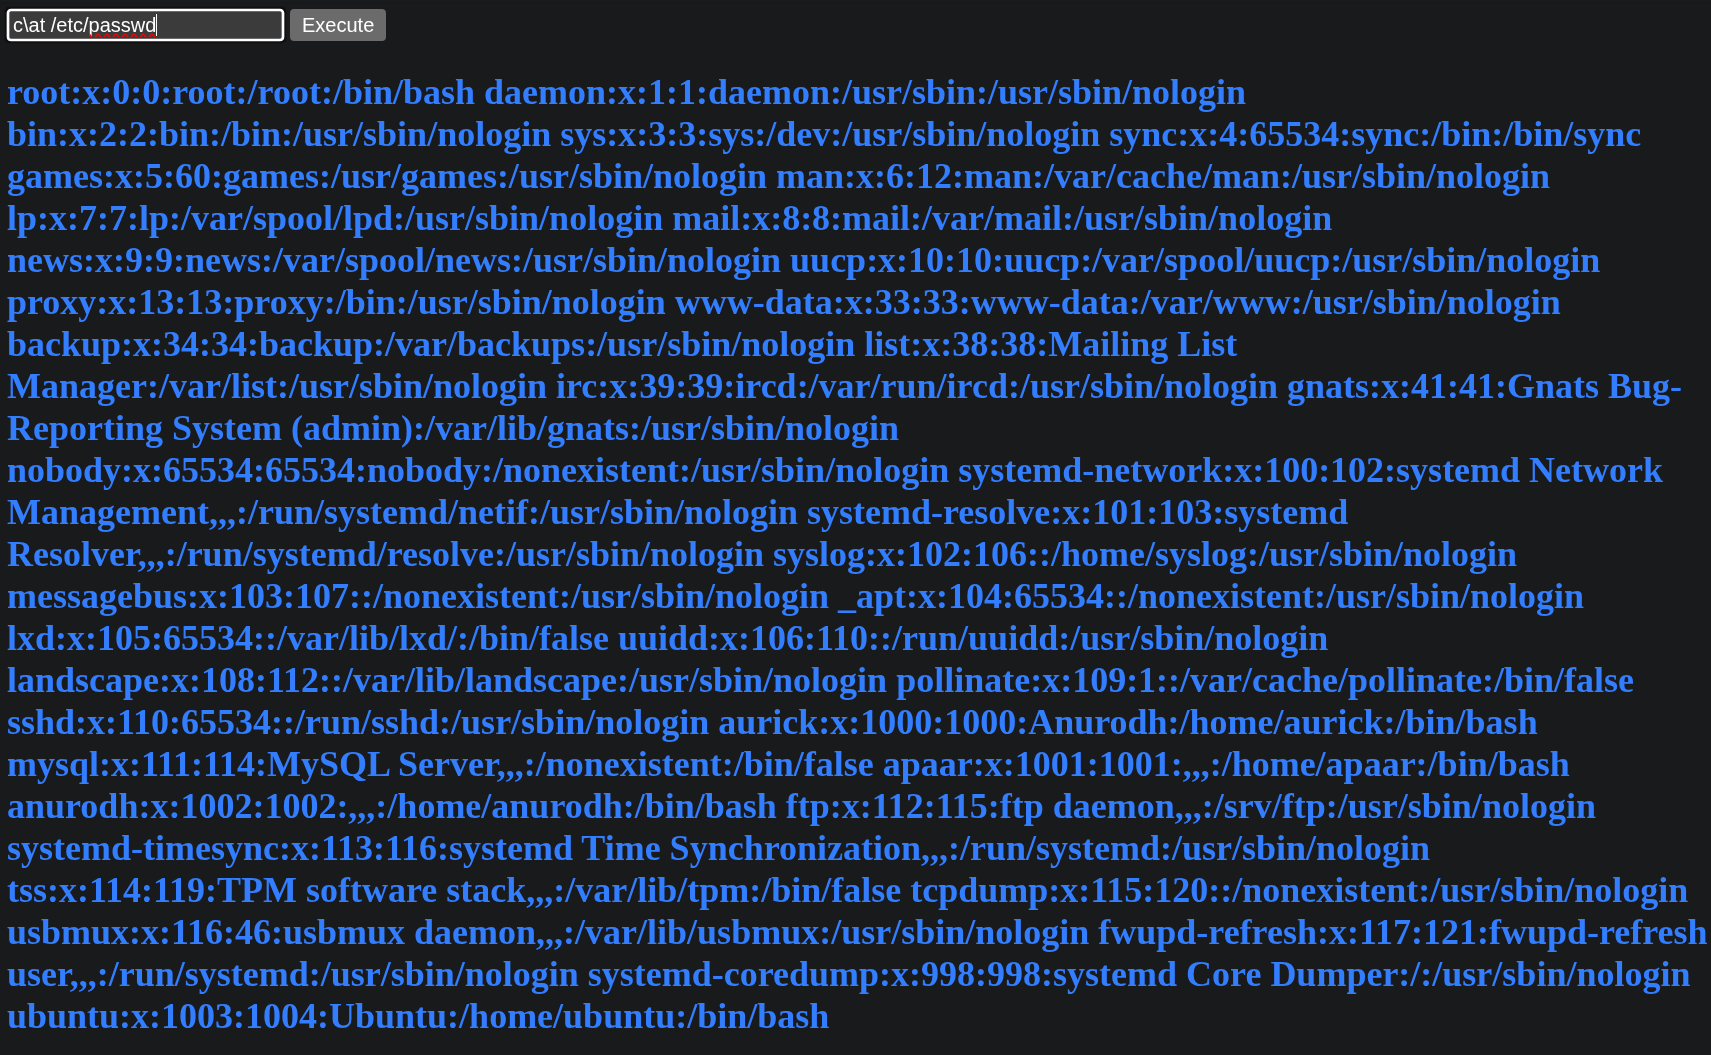 c\at /etc/passwd Execute
root:x:0:0:root:/root:/bin/bash daemon:x:1:1:daemon:/usr/sbin:/usr/sbin/nologin
bin:x:2:2:bin:/bin:/usr/sbin/nologin sys:x:3:3:sys:/dev:/usr/sbin/nologin sync:x:4:65534:sync:/bin:/bin/sync
games:x:5:60:games:/usr/games:/usr/sbin/nologin man:x:6:12:man:/var/cache/man:/usr/sbin/nologin
lp:x:7:7:lp:/var/spool/lpd:/usr/sbin/nologin mail:x:8:8:mail:/var/mail:/usr/sbin/nologin
news:x:9:9:news:/var/spool/news:/usr/sbin/nologin uucp:x:10:10:uucp:/var/spool/uucp:/usr/sbin/nologin
proxy:x:13:13:proxy:/bin:/usr/sbin/nologin www-data:x:33:33:www-data:/var/www:/usr/sbin/nologin
backup:x:34:34:backup:/var/backups:/usr/sbin/nologin list:x:38:38:Mailing List
Manager:/var/list:/usr/sbin/nologin irc:x:39:39:ircd:/var/run/ircd:/usr/sbin/nologin gnats:x:41:41:Gnats Bug-
Reporting System (admin):/var/lib/gnats:/usr/sbin/nologin
nobody:x:65534:65534:nobody:/nonexistent:/usr/sbin/nologin systemd-network:x:100:102:systemd Network
Management,,,:/run/systemd/netif:/usr/sbin/nologin systemd-resolve:x:101:103:systemd
Resolver,,,:/run/systemd/resolve:/usr/sbin/nologin syslog:x:102:106::/home/syslog:/usr/sbin/nologin
messagebus:x:103:107::/nonexistent:/usr/sbin/nologin _apt:x:104:65534::/nonexistent:/usr/sbin/nologin
lxd:x:105:65534::/var/lib/lxd/:/bin/false uuidd:x:106:110::/run/uuidd:/usr/sbin/nologin
landscape:x:108:112::/var/lib/landscape:/usr/sbin/nologin pollinate:x:109:1::/var/cache/pollinate:/bin/false
sshd:x:110:65534::/run/sshd:/usr/sbin/nologin aurick:x:1000:1000:Anurodh:/home/aurick:/bin/bash
mysql:x:111:114:MySQL Server,,,:/nonexistent:/bin/false apaar:x:1001:1001:,,,:/home/apaar:/bin/bash
anurodh:x:1002:1002:,,,:/home/anurodh:/bin/bash ftp:x:112:115:ftp daemon,,,:/srv/ftp:/usr/sbin/nologin
systemd-timesync:x:113:116:systemd Time Synchronization,,,:/run/systemd:/usr/sbin/nologin
tss:x:114:119:TPM software stack,,,:/var/lib/tpm:/bin/false tcpdump:x:115:120::/nonexistent:/usr/sbin/nologin
usbmux:x:116:46:usbmux daemon,,,:/var/lib/usbmux:/usr/sbin/nologin fwupd-refresh:x:117:121:fwupd-refresh
user,,,:/run/systemd:/usr/sbin/nologin systemd-coredump:x:998:998:systemd Core Dumper:/:/usr/sbin/nologin
ubuntu:x:1003:1004:Ubuntu:/home/ubuntu:/bin/bash